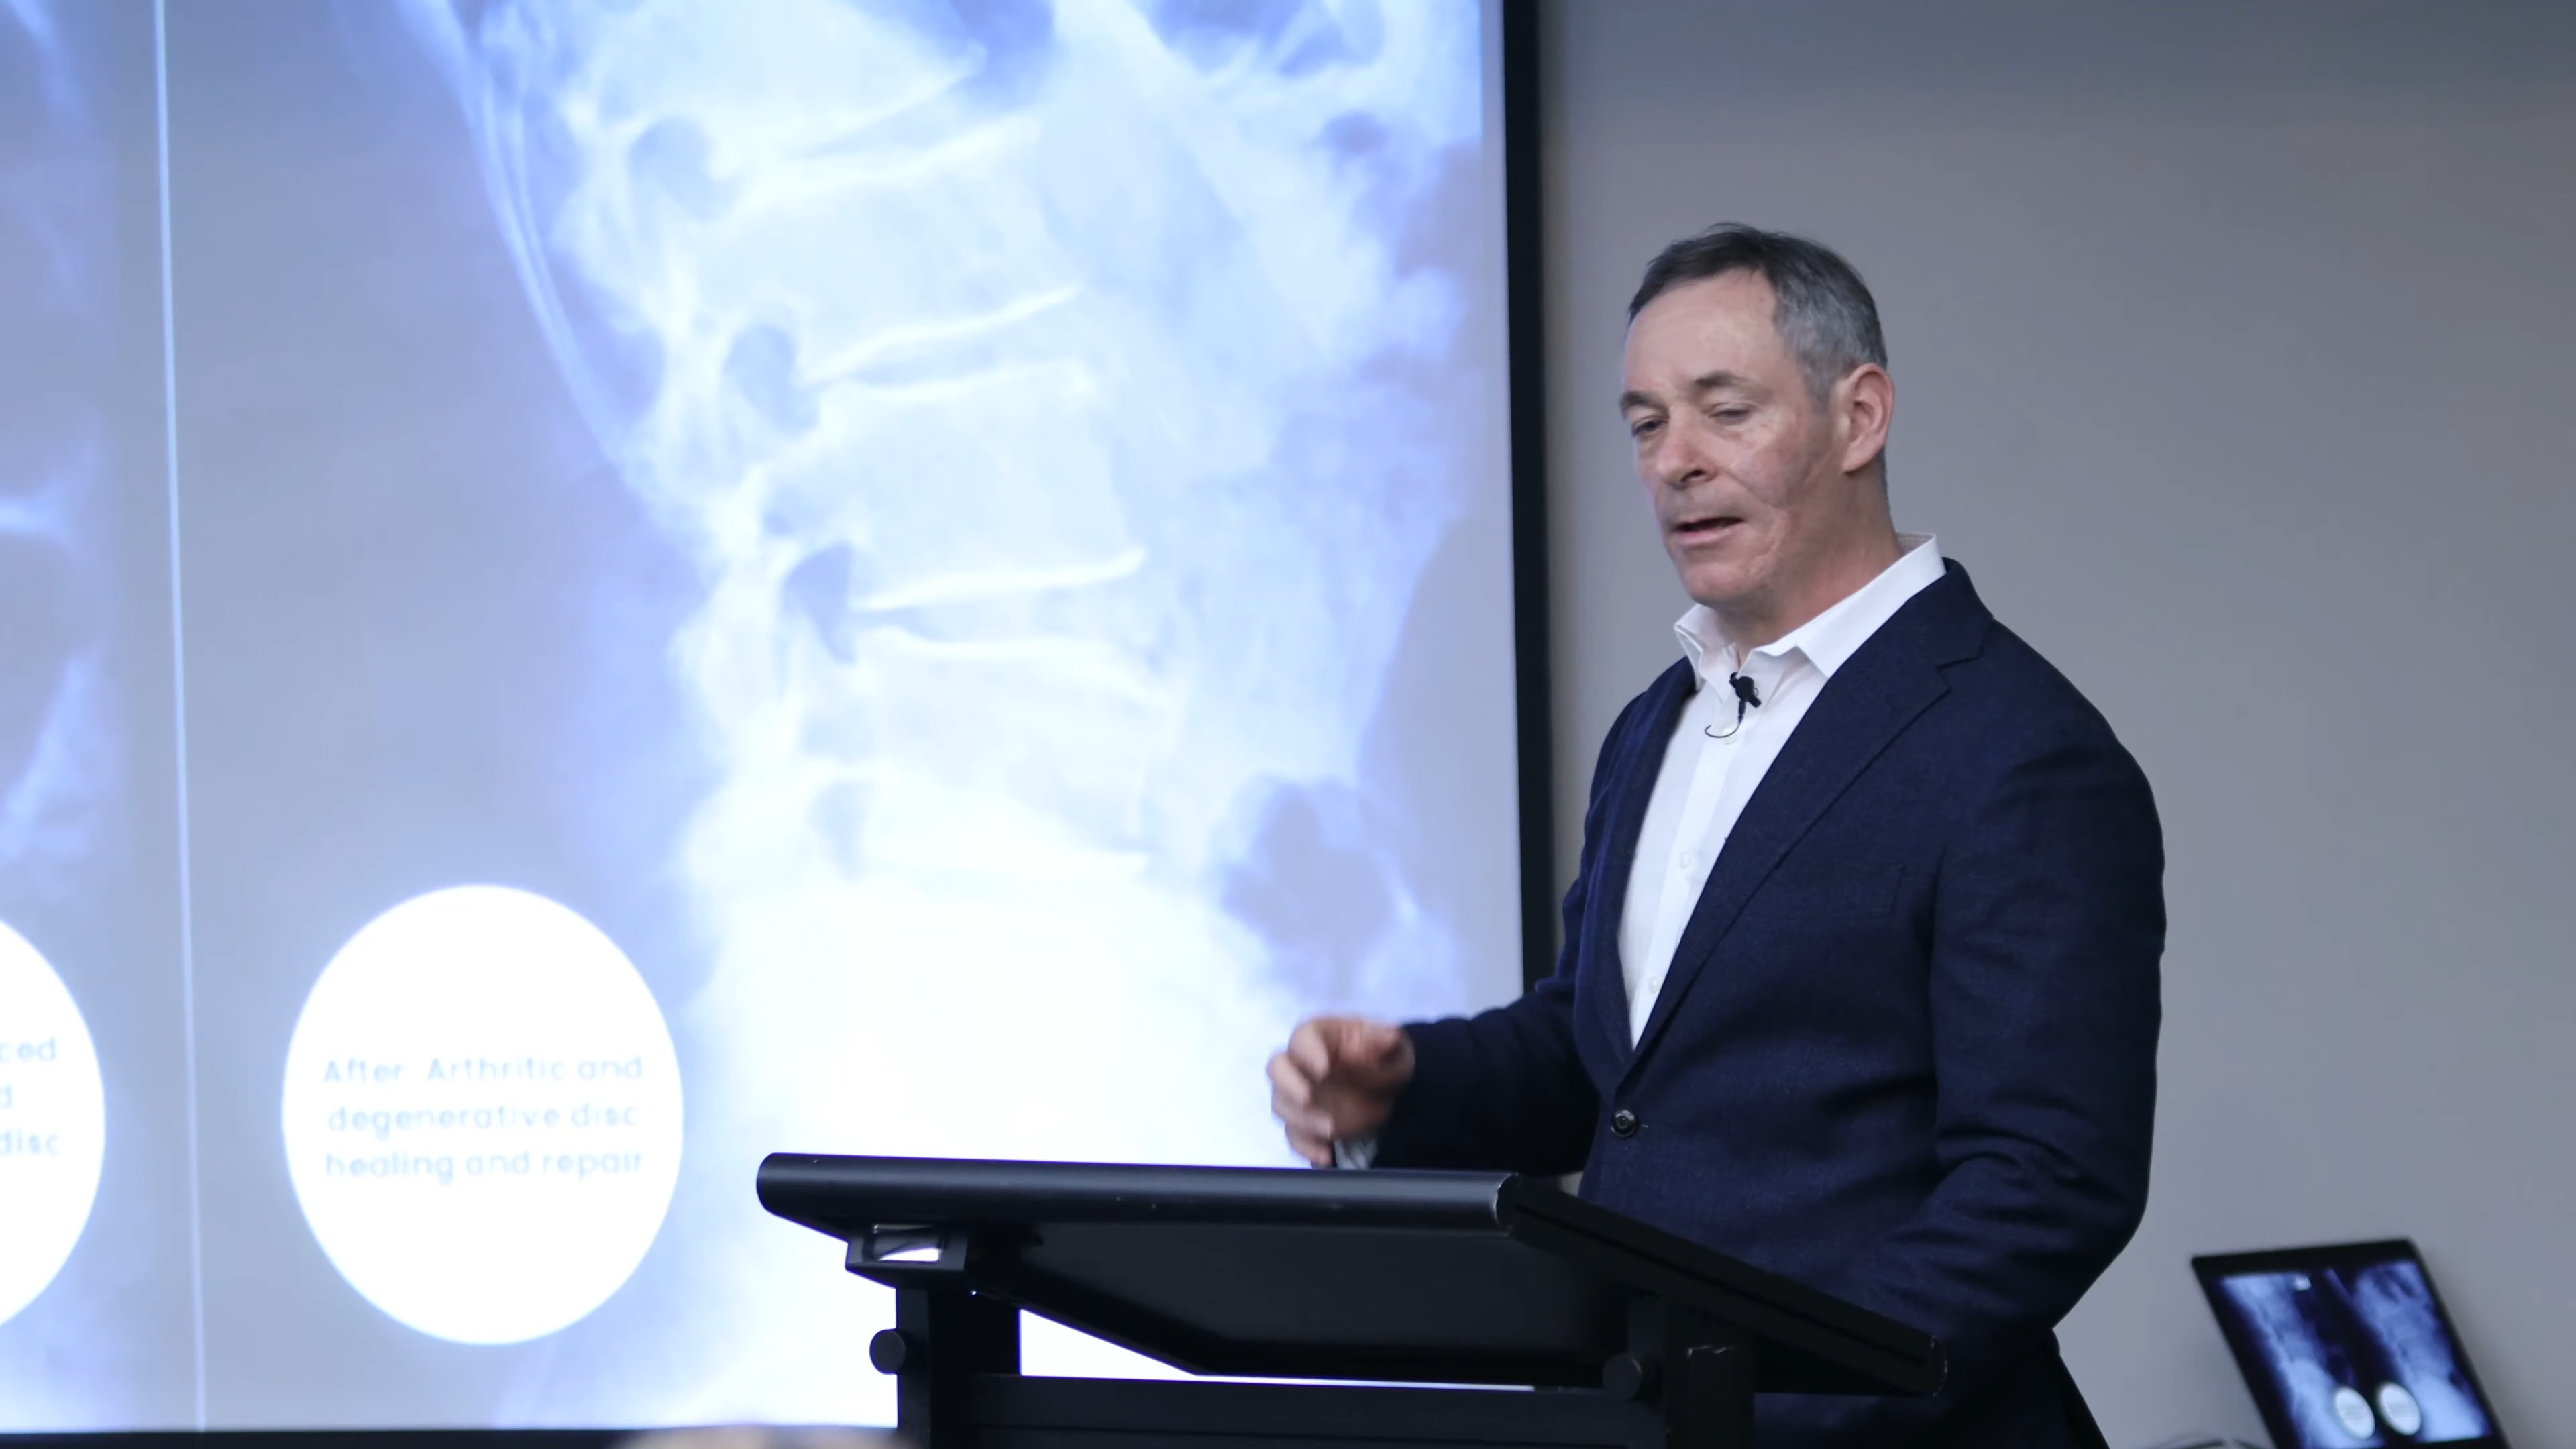 ced
d
disc
After Arthritic and
degenerative disc
healing and repair